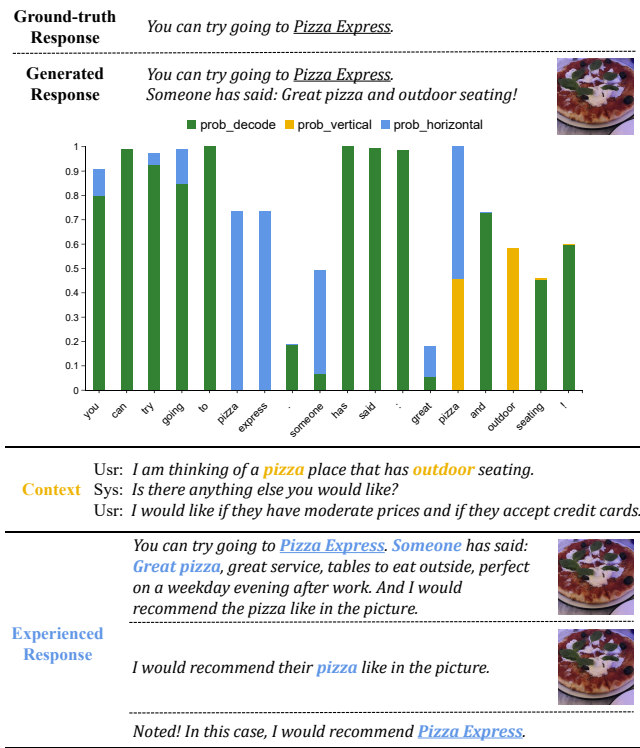 Ground-truth Response
You can try going to Pizza Express.
Generated Response
You can try going to Pizza Express.
Someone has said: Great pizza and outdoor seating!
prob_decode prob_vertical prob_horizontal
1
0.9
0.8
0.7
0.6
0.5
0.4
0.3
0.2
0.1
0
you can try going to pizza express . someone has said : great pizza and outdoor seating !
Context
Usr: I am thinking of a pizza place that has outdoor seating.
Sys: Is there anything else you would like?
Usr: I would like if they have moderate prices and if they accept credit cards.
Experienced Response
You can try going to Pizza Express. Someone has said:
Great pizza, great service, tables to eat outside, perfect
on a weekday evening after work. And I would
recommend the pizza like in the picture.
I would recommend their pizza like in the picture.
Noted! In this case, I would recommend Pizza Express.